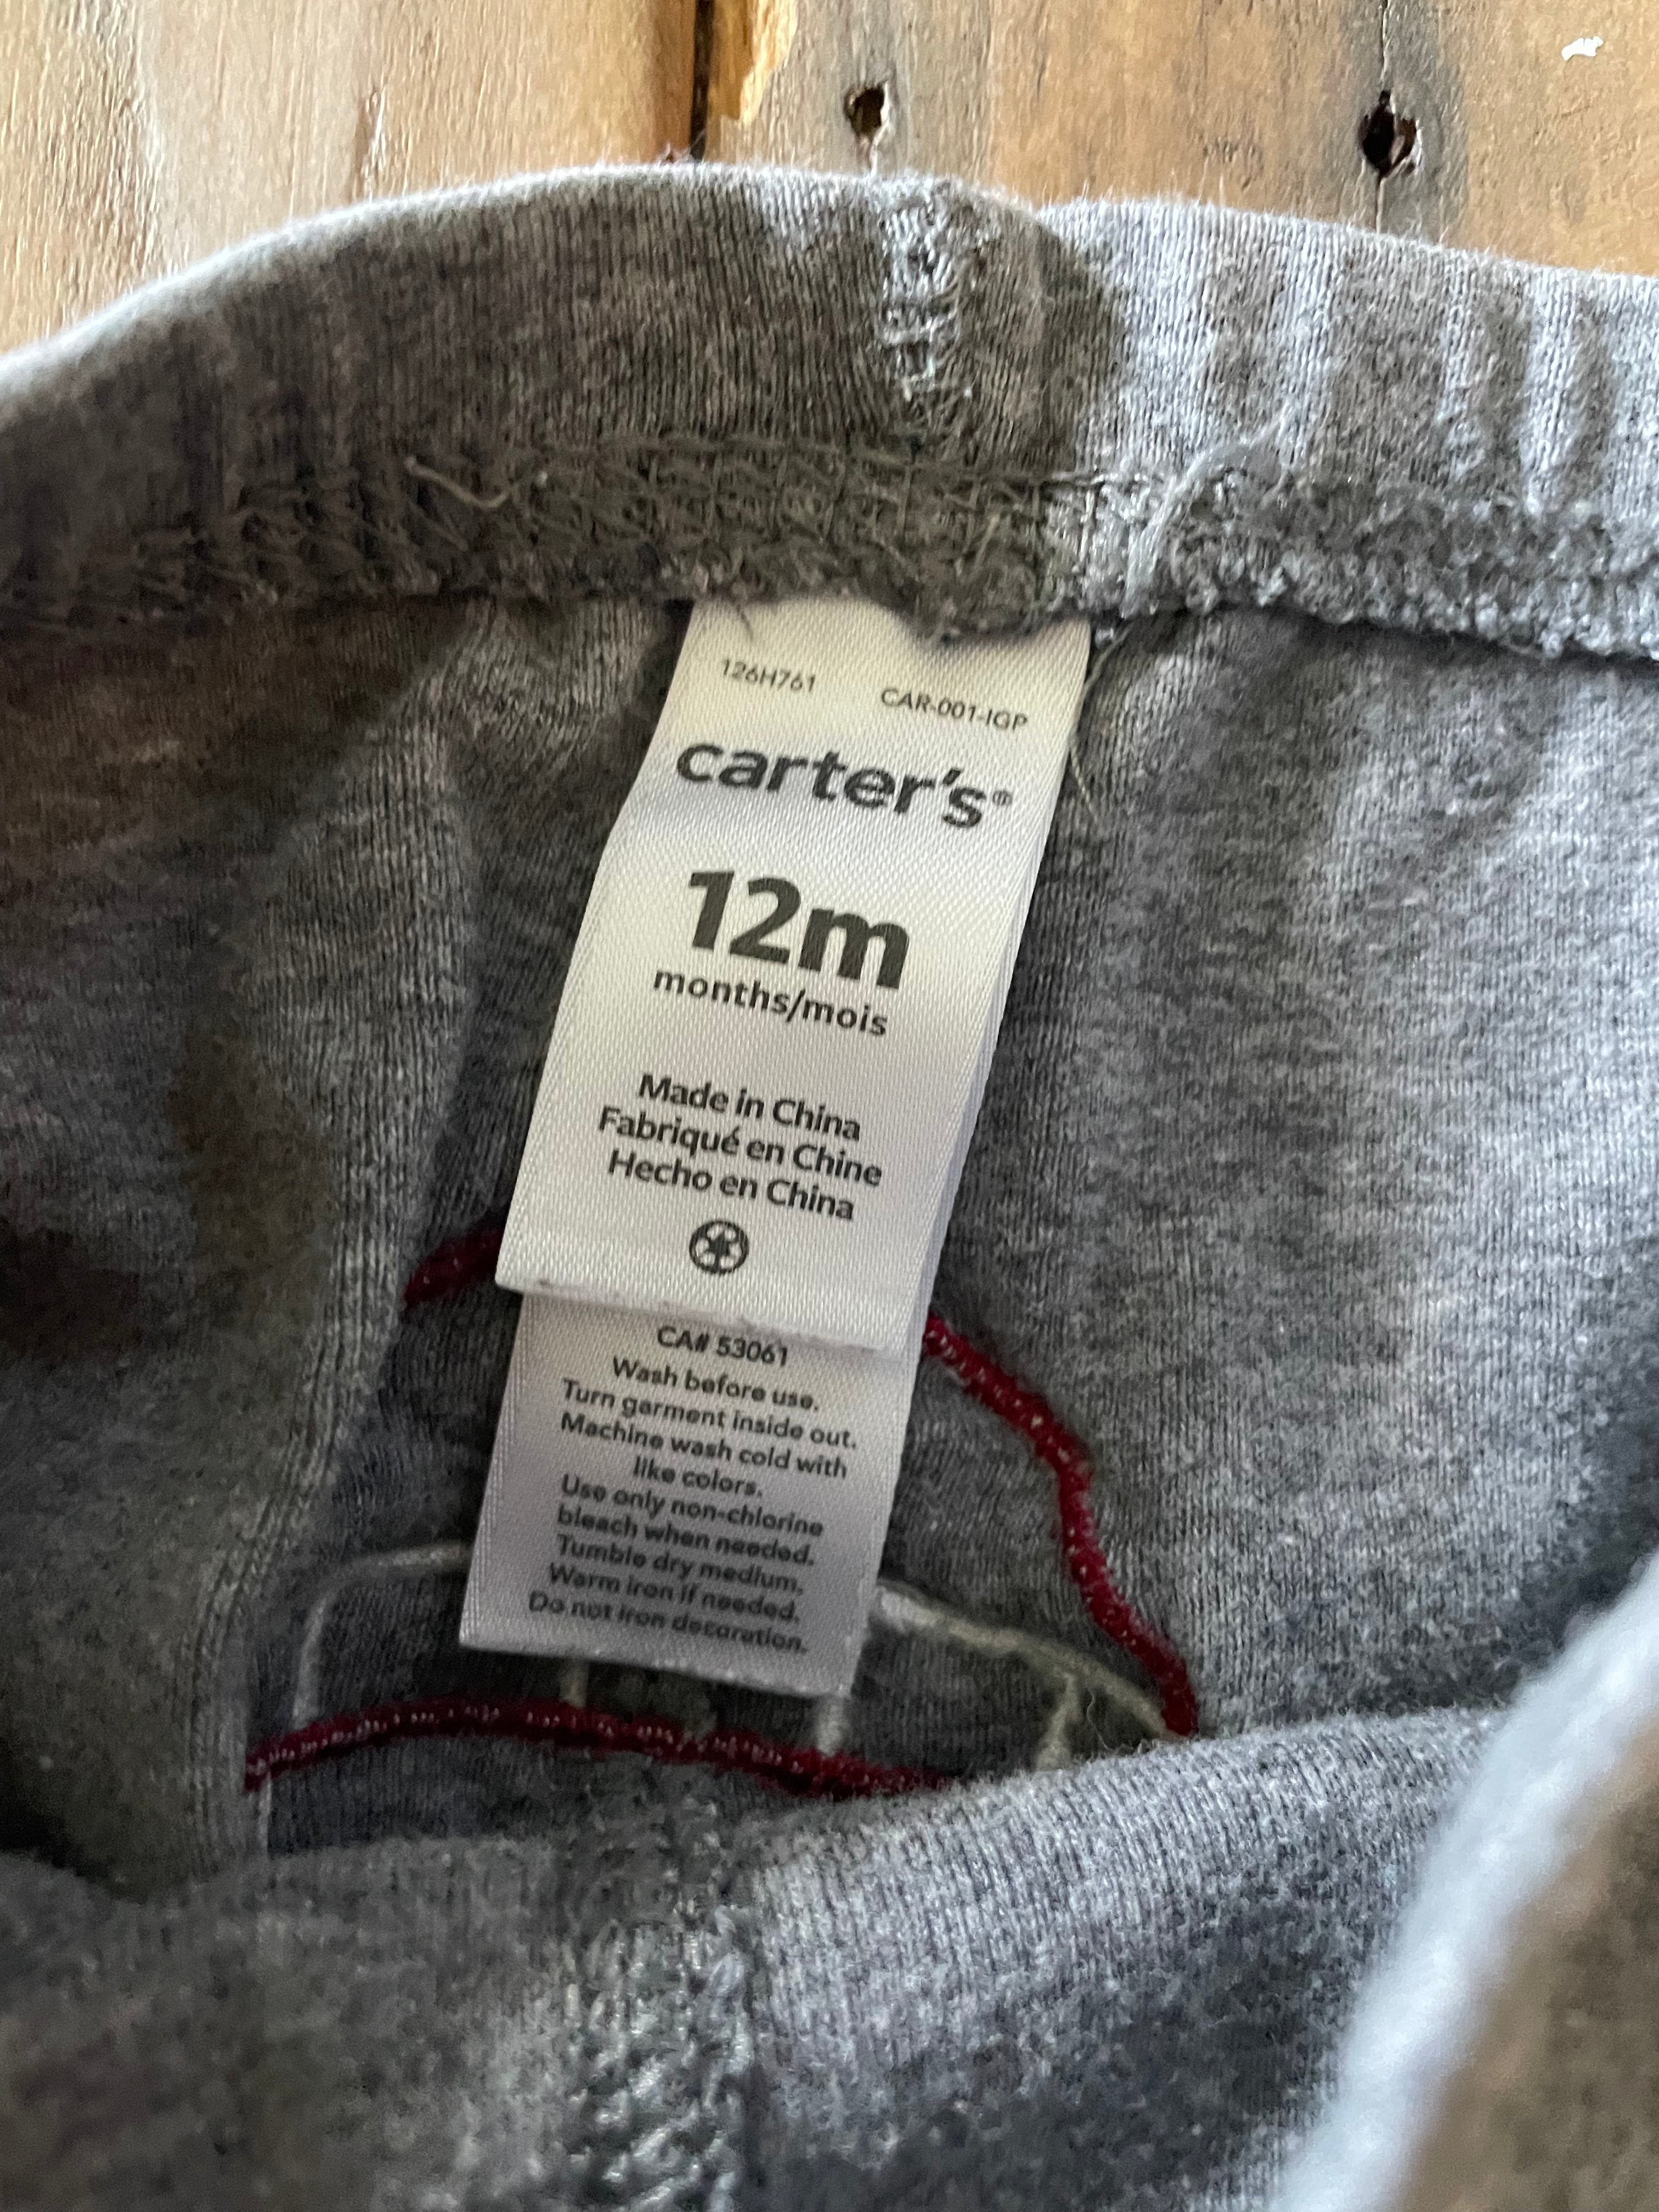 126H761 CAR-001-IGP
carter's®
12m
months/mois
Made in China
Fabriqué en Chine
Hecho en China
CA# 53061
Wash before use.
Turn garment inside out.
Machine wash cold with
like colors.
Use only non-chlorine
bleach when needed.
Tumble dry medium.
Warm iron if needed.
Do not iron decoration.